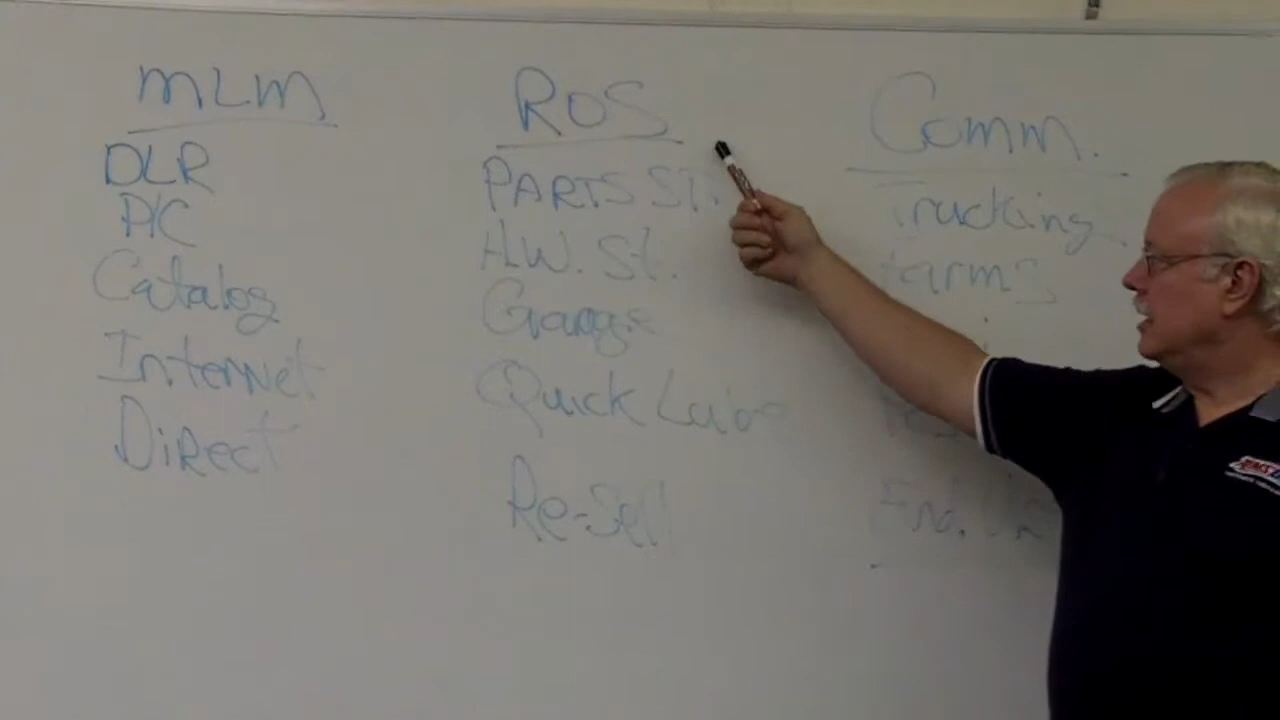 MLM
DLR
P/C
Catalog
Internet
Direct
ROS
PARTS St.
H.W. St.
Garage
Quick Lube
Re-Sell
Comm.
Trucking
Farms